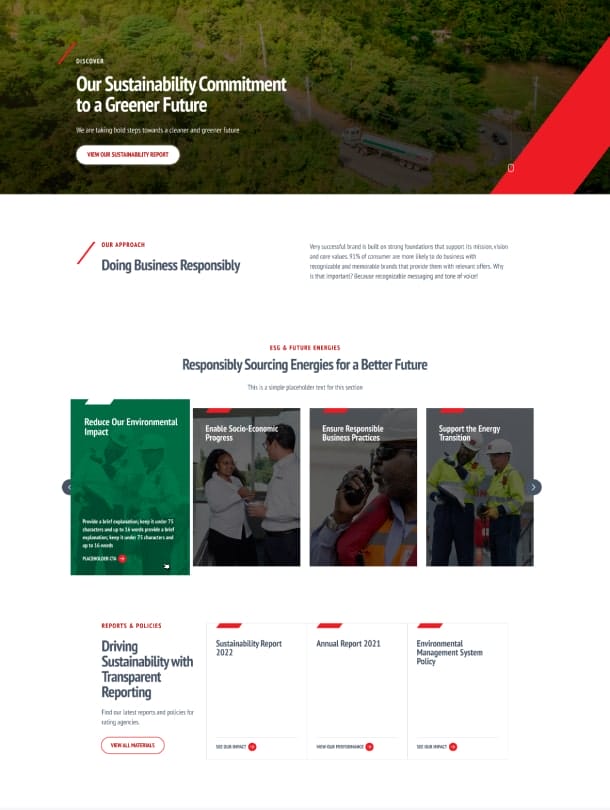 DISCOVER
Our Sustainability Commitment
to a Greener Future
We are taking bold steps towards a cleaner and greener future
VIEW OUR SUSTAINABILITY REPORT
OUR APPROACH
Doing Business Responsibly
Very successful brand is built on strong foundations that support its mission, vision
and core values. 91% of consumer are more likely to do business with
recognizable and memorable brands that provide them with relevant offers. Why
is that important? Because recognizable messaging and tone of voice!
ESG & FUTURE ENERGIES
Responsibly Sourcing Energies for a Better Future
This is a simple placeholder text for this section
Reduce Our Environmental
Impact
Provide a brief explanation; keep it under 75
characters and up to 16 words provide a brief
explanation; keep it under 75 characters and
up to 16 words
PLACEHOLDER CTA
Enable Socio-Economic
Progress
Ensure Responsible
Business Practices
Support the Energy
Transition
REPORTS & POLICIES
Driving
Sustainability with
Transparent
Reporting
Find our latest reports and policies for
rating agencies.
VIEW ALL MATERIALS
Sustainability Report
2022
SEE OUR IMPACT
Annual Report 2021
VIEW OUR PERFORMANCE
Environmental
Management System
Policy
SEE OUR IMPACT